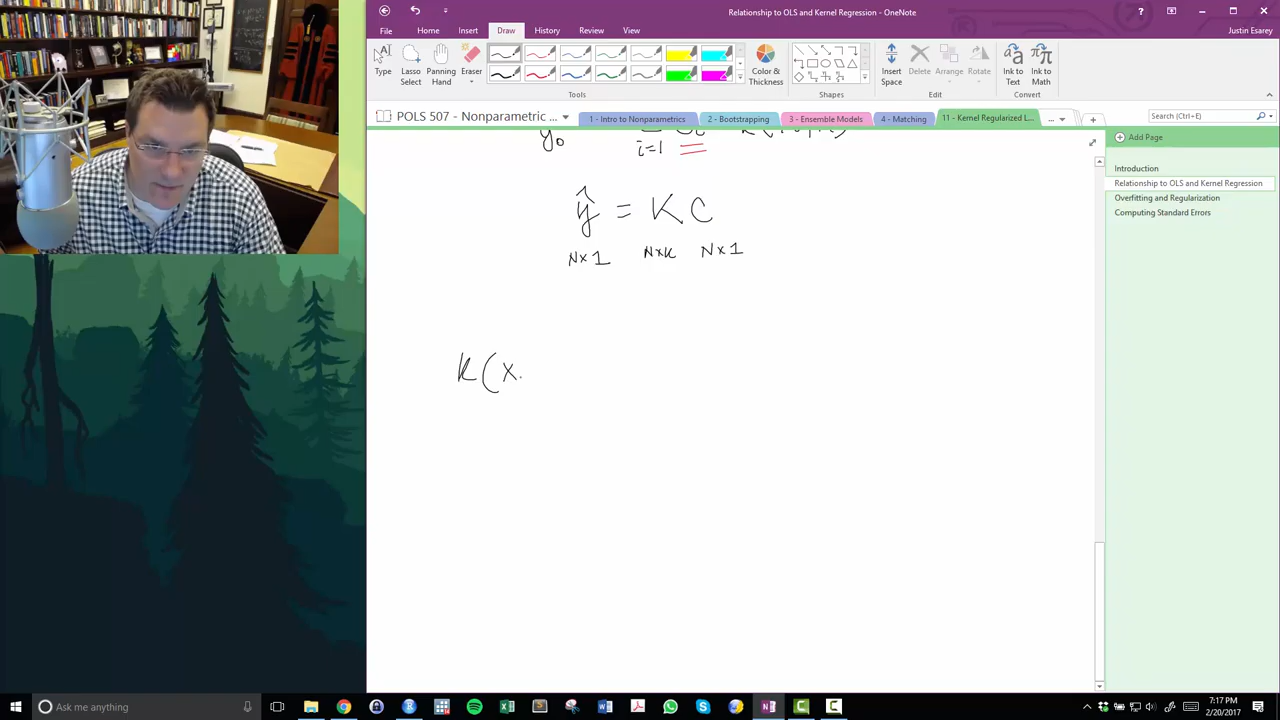 Relationship to OLS and Kernel Regression - OneNote
File Home Insert Draw History Review View
Justin Esarey
Type
Lasso Select
Panning Hand
Eraser
Color & Thickness
Insert Space
Delete
Arrange
Rotate
Ink to Text
Ink to Math
Tools
Shapes
Edit
Convert
POLS 507 - Nonparametric ...
1 - Intro to Nonparametrics
2 - Bootstrapping
3 - Ensemble Models
4 - Matching
11 - Kernel Regularized L...
Search (Ctrl+E)
Add Page
Introduction
Relationship to OLS and Kernel Regression
Overfitting and Regularization
Computing Standard Errors
y₀
i=1
ŷ = K C
N×1 N×K N×1
k(x.
Ask me anything
7:17 PM
2/20/2017